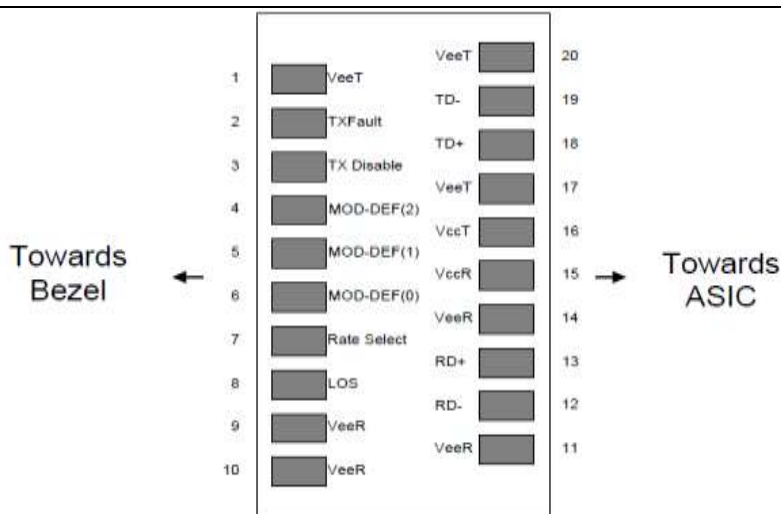 Towards
Bezel
1 VeeT
2 TXFault
3 TX Disable
4 MOD-DEF(2)
5 MOD-DEF(1)
6 MOD-DEF(0)
7 Rate Select
8 LOS
9 VeeR
10 VeeR
VeeT 20
TD- 19
TD+ 18
VeeT 17
VccT 16
VccR 15
VeeR 14
RD+ 13
RD- 12
VeeR 11
Towards
ASIC